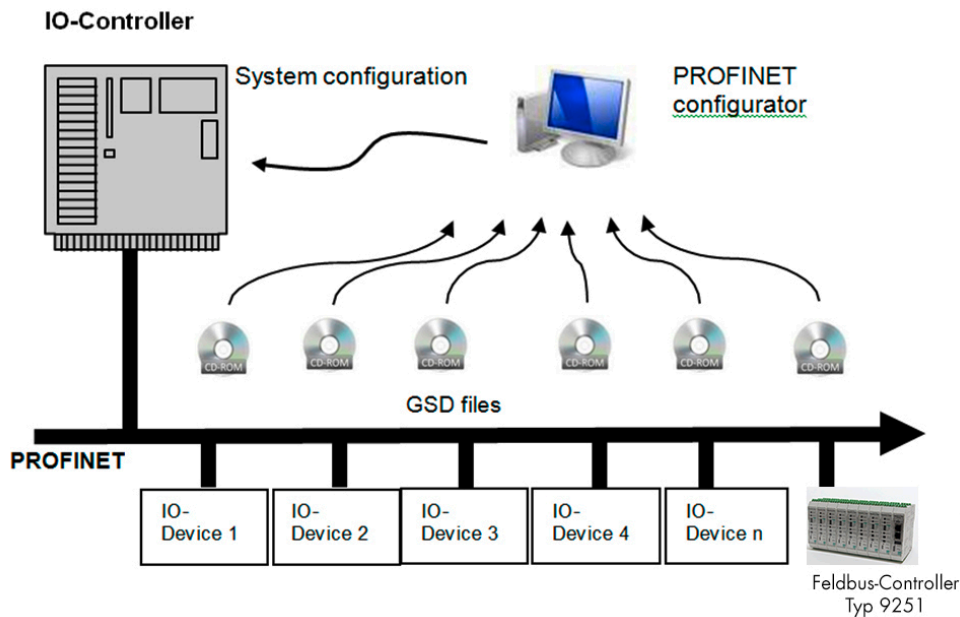 IO-Controller
System configuration
PROFINET
configurator
CD-ROM
CD-ROM
CD-ROM
CD-ROM
CD-ROM
CD-ROM
GSD files
PROFINET
IO-
Device 1
IO-
Device 2
IO-
Device 3
IO-
Device 4
IO-
Device n
Feldbus-Controller
Typ 9251